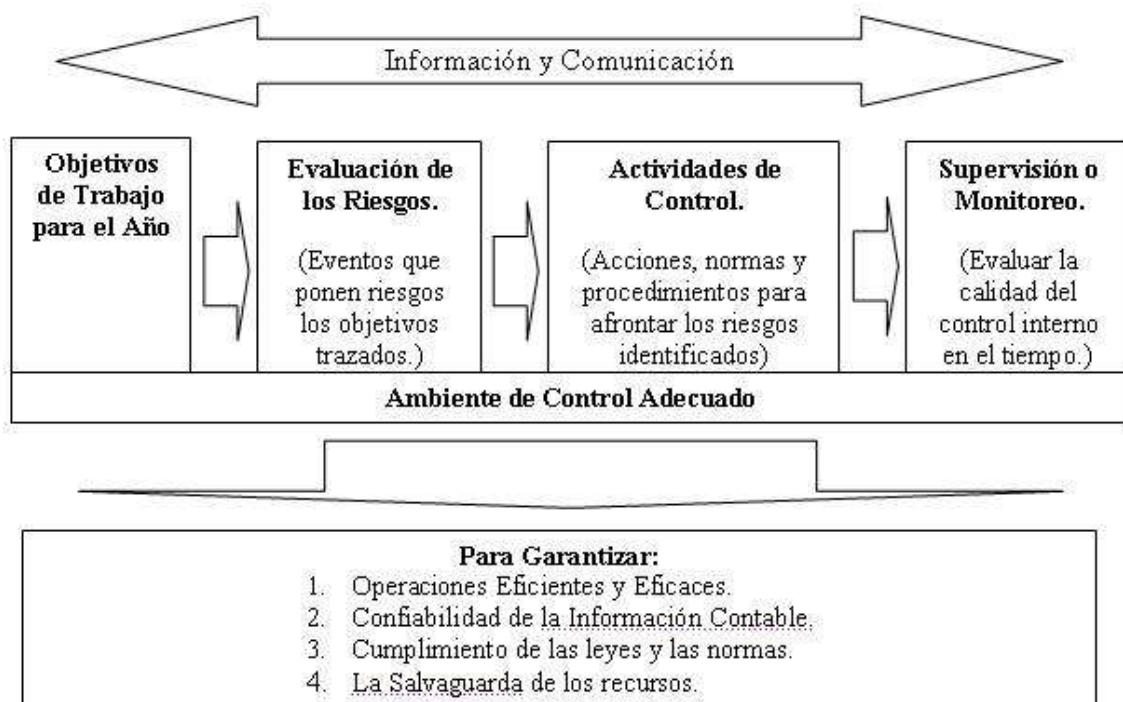 Información y Comunicación
Objetivos
de Trabajo
para el Año
Evaluación de
los Riesgos.
(Eventos que
ponen riesgos
los objetivos
trazados.)
Actividades de
Control.
(Acciones, normas y
procedimientos para
afrontar los riesgos
identificados)
Supervisión o
Monitoreo.
(Evaluar la
calidad del
control interno
en el tiempo.)
Ambiente de Control Adecuado
Para Garantizar:
1. Operaciones Eficientes y Eficaces.
2. Confiabilidad de la Información Contable.
3. Cumplimiento de las leyes y las normas.
4. La Salvaguarda de los recursos.